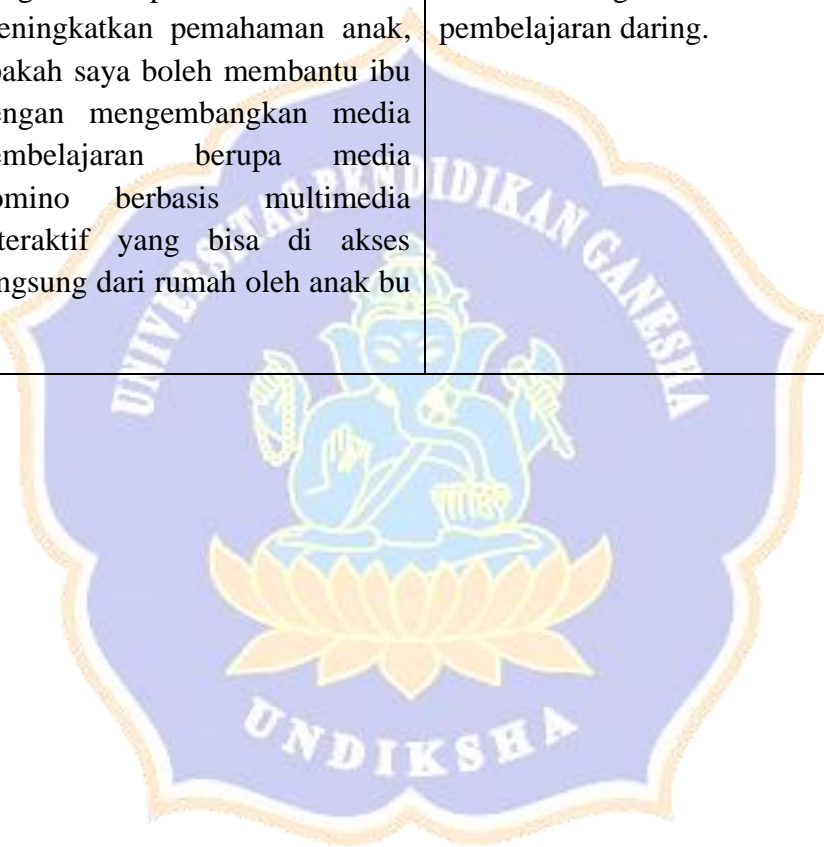 meningkatkan pemahaman anak,
apakah saya boleh membantu ibu
dengan mengembangkan media
pembelajaran berupa media
domino berbasis multimedia
interaktif yang bisa di akses
langsung dari rumah oleh anak bu
pembelajaran daring.
UNIVERSITAS PENDIDIKAN GANESHA
UNDIKSHA